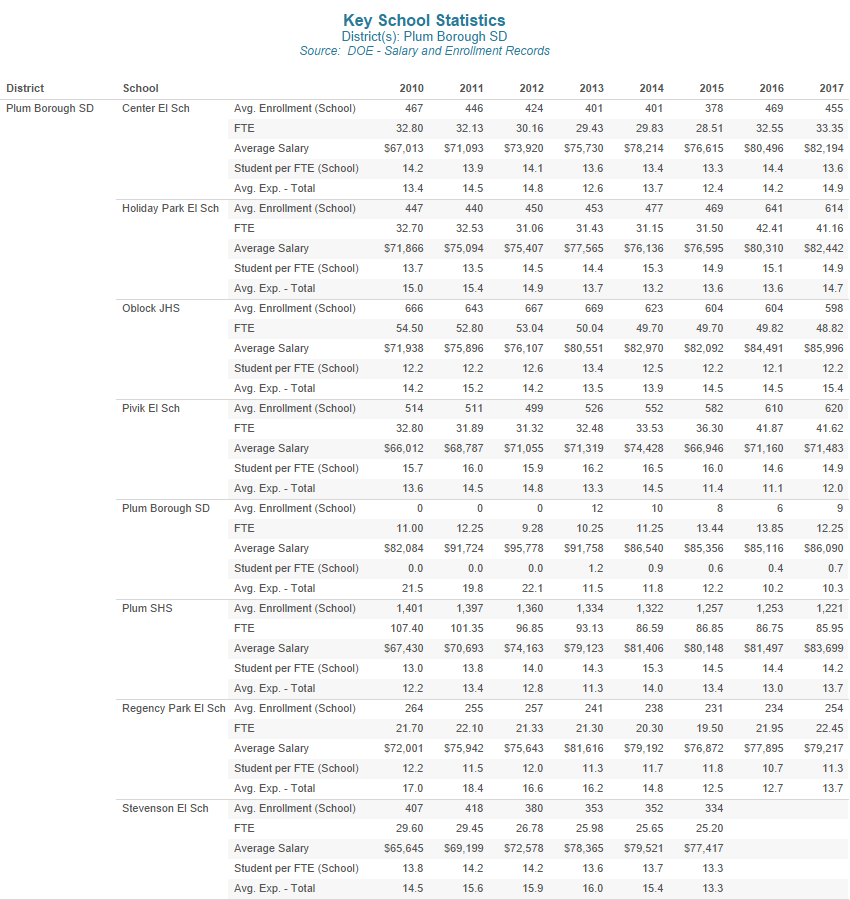 Key School Statistics
District(s): Plum Borough SD
Source: DOE - Salary and Enrollment Records
District School 2010 2011 2012 2013 2014 2015 2016 2017
Plum Borough SD Center El Sch Avg. Enrollment (School) 467 446 424 401 401 378 469 455
FTE 32.80 32.13 30.16 29.43 29.83 28.51 32.55 33.35
Average Salary $67,013 $71,093 $73,920 $75,730 $78,214 $76,615 $80,496 $82,194
Student per FTE (School) 14.2 13.9 14.1 13.6 13.4 13.3 14.4 13.6
Avg. Exp. - Total 13.4 14.5 14.8 12.6 13.7 12.4 14.2 14.9
Holiday Park El Sch Avg. Enrollment (School) 447 440 450 453 477 469 641 614
FTE 32.70 32.53 31.06 31.43 31.15 31.50 42.41 41.16
Average Salary $71,866 $75,094 $75,407 $77,565 $76,136 $76,595 $80,310 $82,442
Student per FTE (School) 13.7 13.5 14.5 14.4 15.3 14.9 15.1 14.9
Avg. Exp. - Total 15.0 15.4 14.9 13.7 13.2 13.6 13.6 14.7
Oblock JHS Avg. Enrollment (School) 666 643 667 669 623 604 604 598
FTE 54.50 52.80 53.04 50.04 49.70 49.70 49.82 48.82
Average Salary $71,938 $75,896 $76,107 $80,551 $82,970 $82,092 $84,491 $85,996
Student per FTE (School) 12.2 12.2 12.6 13.4 12.5 12.2 12.1 12.2
Avg. Exp. - Total 14.2 15.2 14.2 13.5 13.9 14.5 14.5 15.4
Pivik El Sch Avg. Enrollment (School) 514 511 499 526 552 582 610 620
FTE 32.80 31.89 31.32 32.48 33.53 36.30 41.87 41.62
Average Salary $66,012 $68,787 $71,055 $71,319 $74,428 $66,946 $71,160 $71,483
Student per FTE (School) 15.7 16.0 15.9 16.2 16.5 16.0 14.6 14.9
Avg. Exp. - Total 13.6 14.5 14.8 13.3 14.5 11.4 11.1 12.0
Plum Borough SD Avg. Enrollment (School) 0 0 0 12 10 8 6 9
FTE 11.00 12.25 9.28 10.25 11.25 13.44 13.85 12.25
Average Salary $82,084 $91,724 $95,778 $91,758 $86,540 $85,356 $85,116 $86,090
Student per FTE (School) 0.0 0.0 0.0 1.2 0.9 0.6 0.4 0.7
Avg. Exp. - Total 21.5 19.8 22.1 11.5 11.8 12.2 10.2 10.3
Plum SHS Avg. Enrollment (School) 1,401 1,397 1,360 1,334 1,322 1,257 1,253 1,221
FTE 107.40 101.35 96.85 93.13 86.59 86.85 86.75 85.95
Average Salary $67,430 $70,693 $74,163 $79,123 $81,406 $80,148 $81,497 $83,699
Student per FTE (School) 13.0 13.8 14.0 14.3 15.3 14.5 14.4 14.2
Avg. Exp. - Total 12.2 13.4 12.8 11.3 14.0 13.4 13.0 13.7
Regency Park El Sch Avg. Enrollment (School) 264 255 257 241 238 231 234 254
FTE 21.70 22.10 21.33 21.30 20.30 19.50 21.95 22.45
Average Salary $72,001 $75,942 $75,643 $81,616 $79,192 $76,872 $77,895 $79,217
Student per FTE (School) 12.2 11.5 12.0 11.3 11.7 11.8 10.7 11.3
Avg. Exp. - Total 17.0 18.4 16.6 16.2 14.8 12.5 12.7 13.7
Stevenson El Sch Avg. Enrollment (School) 407 418 380 353 352 334
FTE 29.60 29.45 26.78 25.98 25.65 25.20
Average Salary $65,645 $69,199 $72,578 $78,365 $79,521 $77,417
Student per FTE (School) 13.8 14.2 14.2 13.6 13.7 13.3
Avg. Exp. - Total 14.5 15.6 15.9 16.0 15.4 13.3